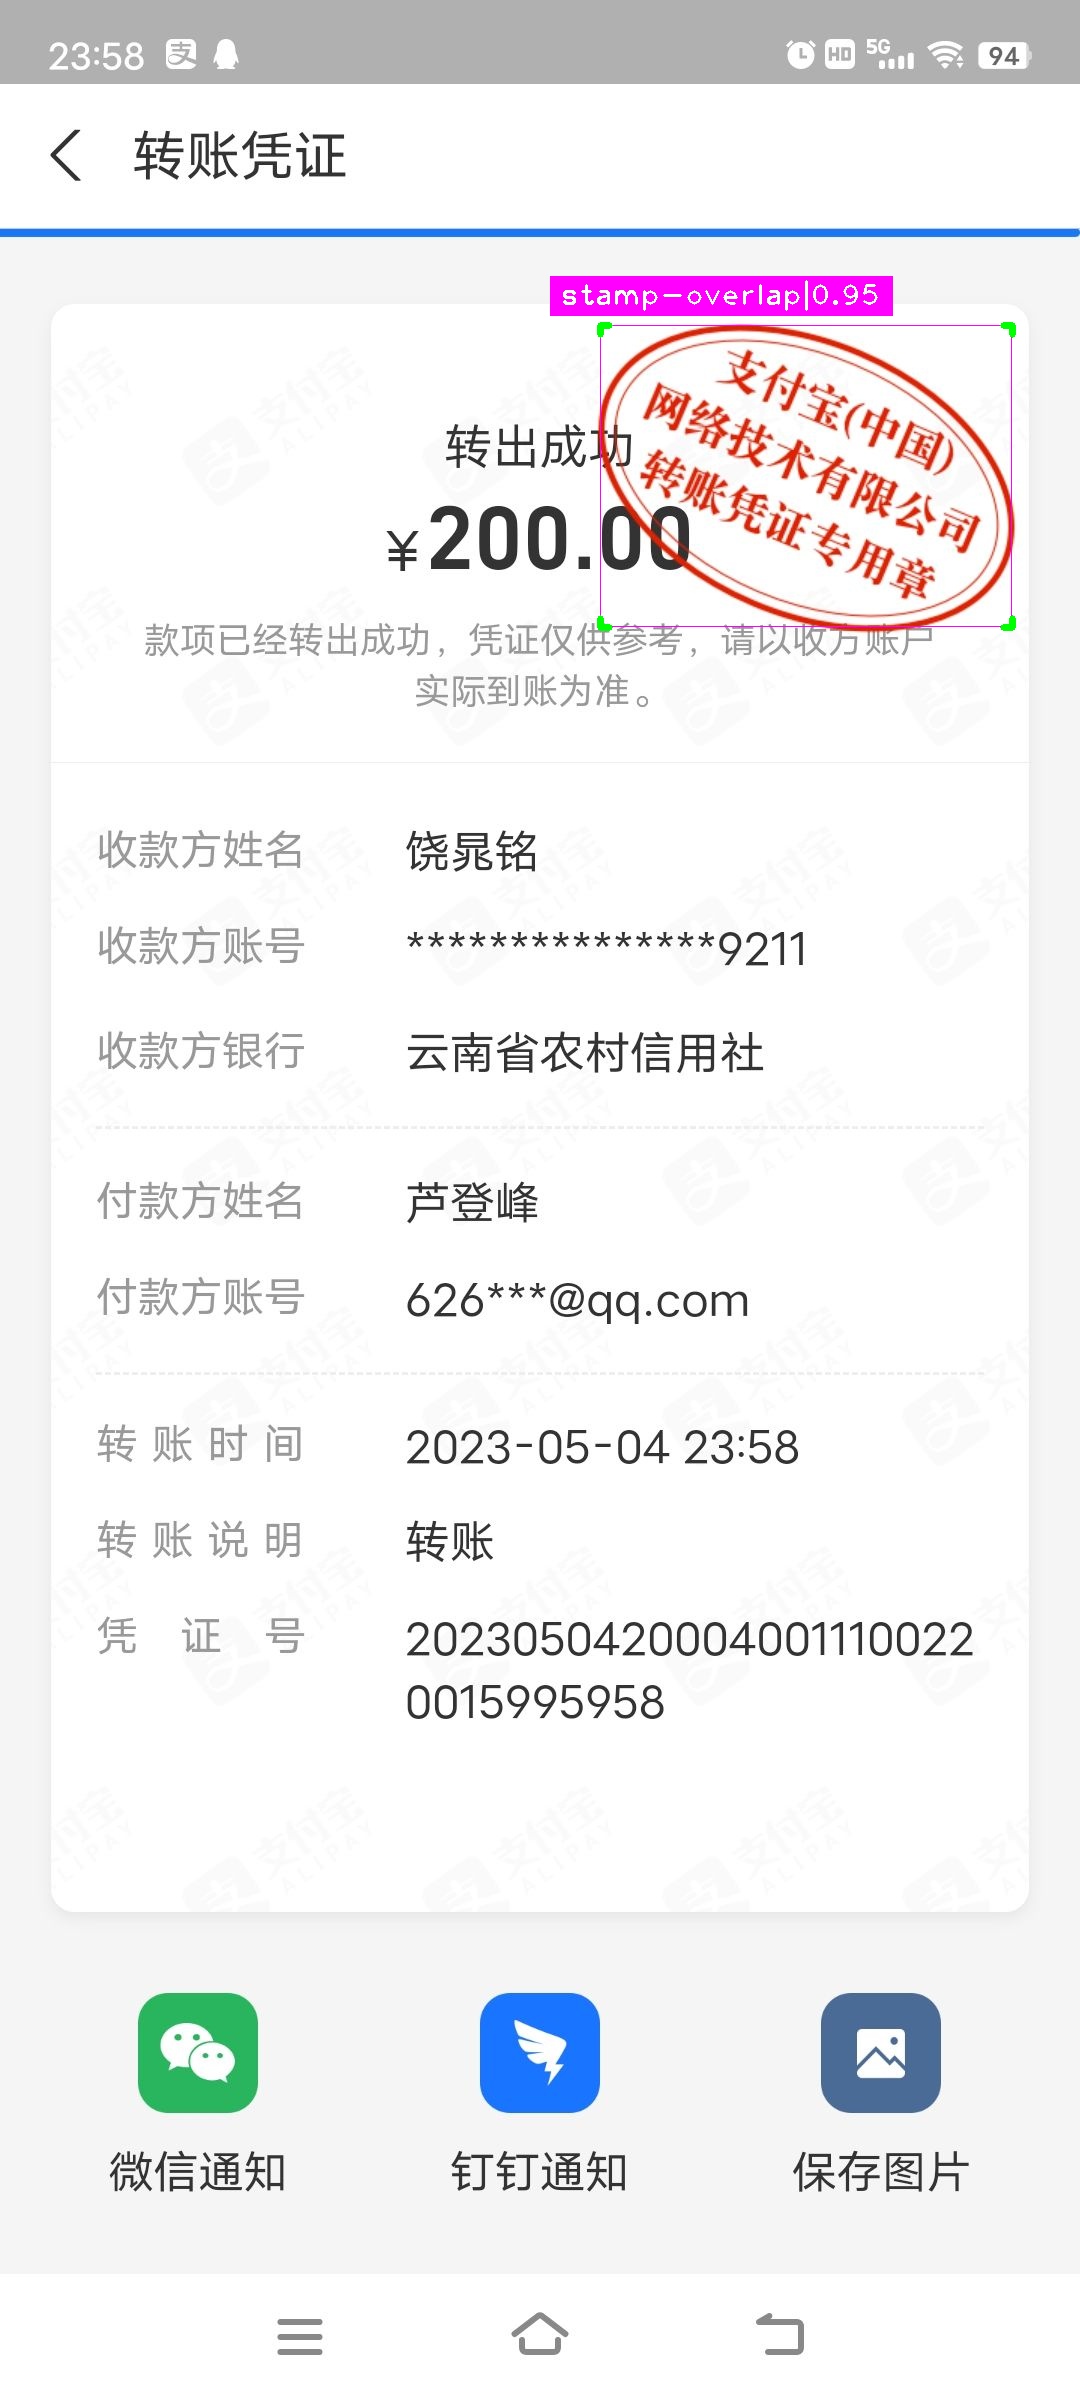 23:58
5G
HD
94
转账凭证
stamp-overlap|0.95
支付宝(中国)
网络技术有限公司
转账凭证专用章
转出成功
¥200.00
款项已经转出成功，凭证仅供参考，请以收方账户
实际到账为准。
收款方姓名 饶晁铭
收款方账号 ***************9211
收款方银行 云南省农村信用社
付款方姓名 芦登峰
付款方账号 626***@qq.com
转账时间 2023-05-04 23:58
转账说明 转账
凭证号 2023050420004001110022
0015995958
支付宝
ALIPAY
微信通知 钉钉通知 保存图片